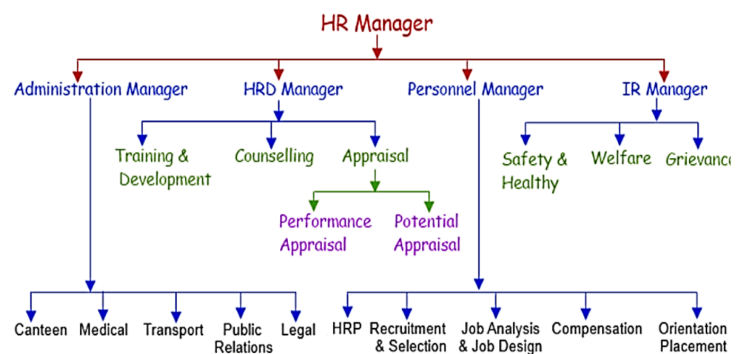 HR Manager
Administration Manager
HRD Manager
Personnel Manager
IR Manager
Training &
Development
Counselling
Appraisal
Safety &
Healthy
Welfare
Grievance
Performance
Appraisal
Potential
Appraisal
Canteen
Medical
Transport
Public
Relations
Legal
HRP
Recruitment
& Selection
Job Analysis
& Job Design
Compensation
Orientation
Placement